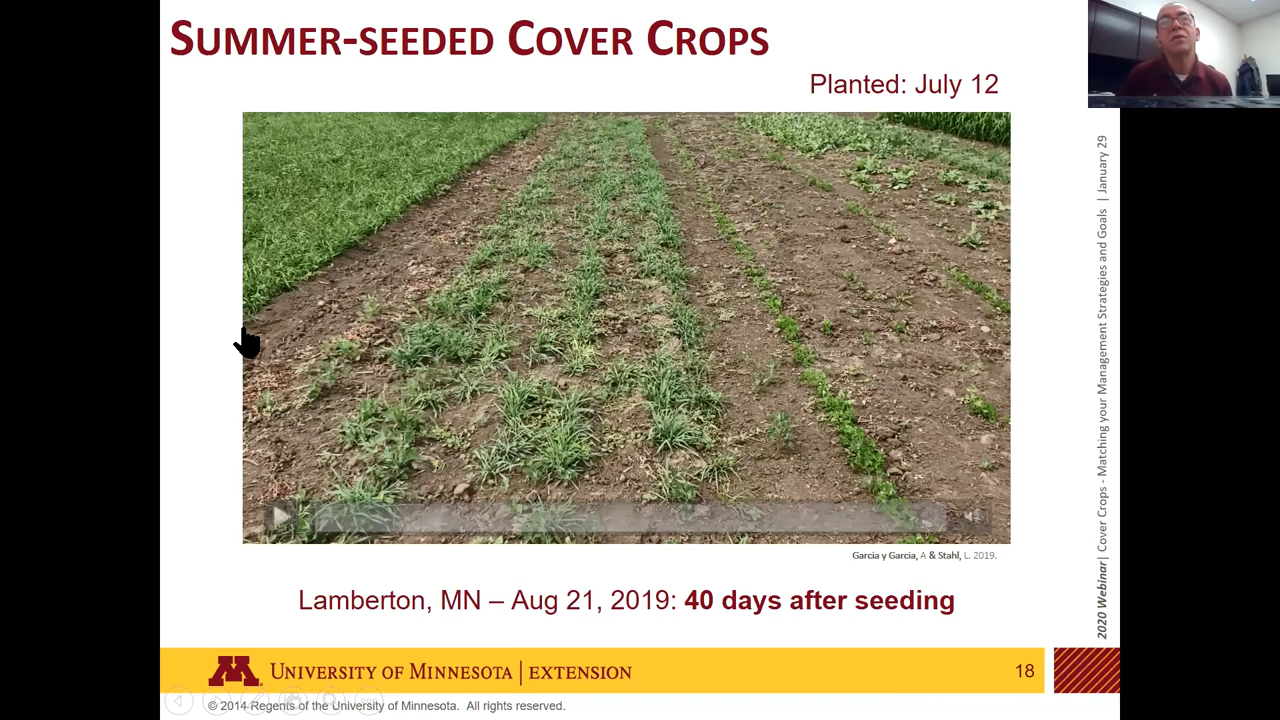 SUMMER-SEEDED COVER CROPS
Planted: July 12
Garcia y Garcia, A & Stahl, L. 2019.
Lamberton, MN – Aug 21, 2019: 40 days after seeding
2020 Webinar| Cover Crops - Matching your Management Strategies and Goals | January 29
M
UNIVERSITY OF MINNESOTA | EXTENSION
18
© 2014 Regents of the University of Minnesota. All rights reserved.